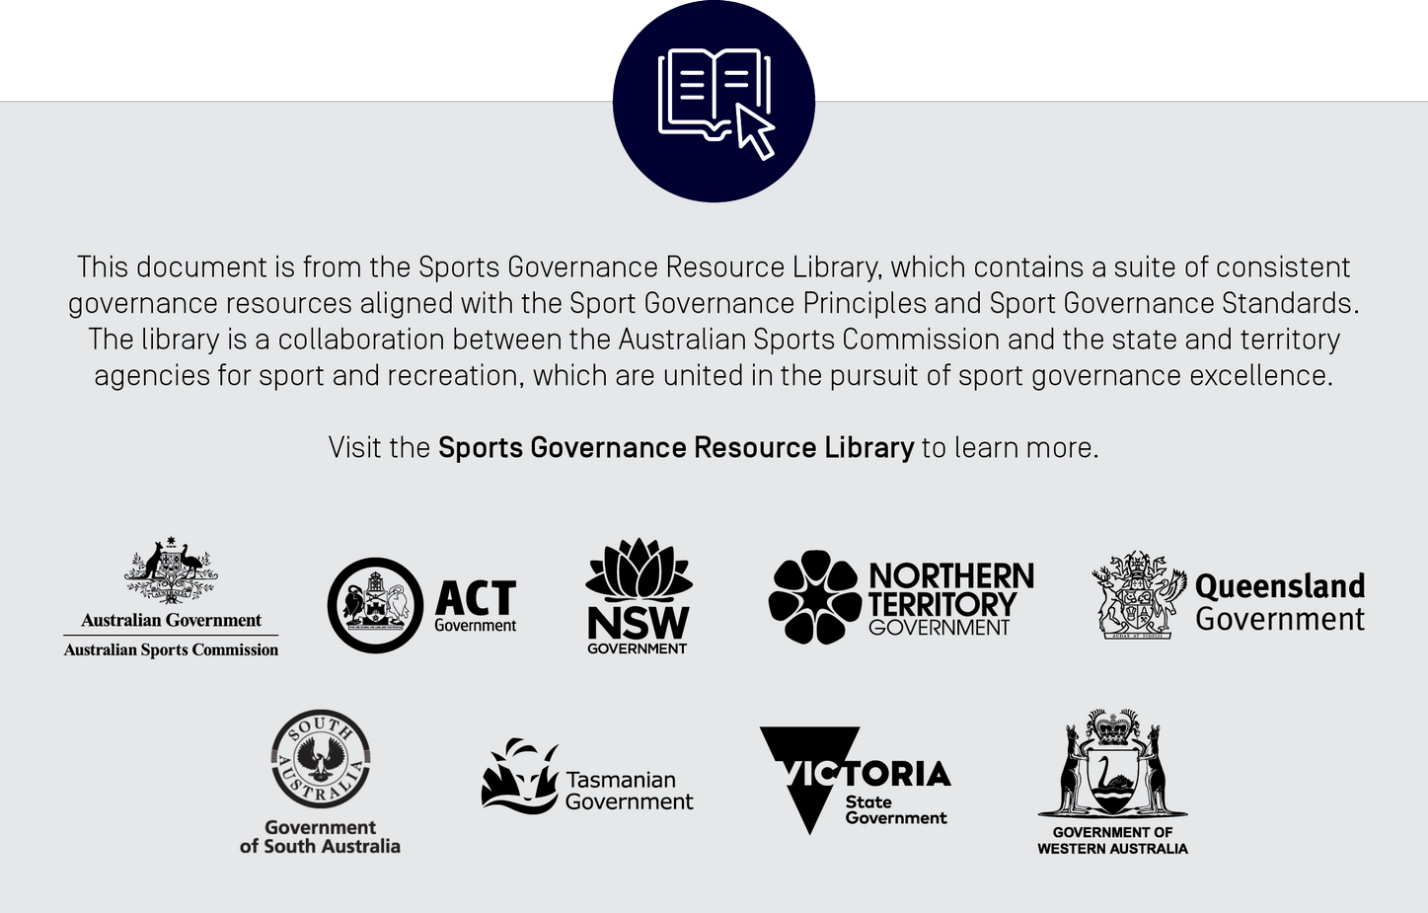 This document is from the Sports Governance Resource Library, which contains a suite of consistent
governance resources aligned with the Sport Governance Principles and Sport Governance Standards.
The library is a collaboration between the Australian Sports Commission and the state and territory
agencies for sport and recreation, which are united in the pursuit of sport governance excellence.
Visit the Sports Governance Resource Library to learn more.
Australian Government
Australian Sports Commission
ACT
Government
NSW
GOVERNMENT
NORTHERN
TERRITORY
GOVERNMENT
Queensland
Government
SOUTH
AUSTRALIA
Government
of South Australia
Tasmanian
Government
VICTORIA
State
Government
GOVERNMENT OF
WESTERN AUSTRALIA